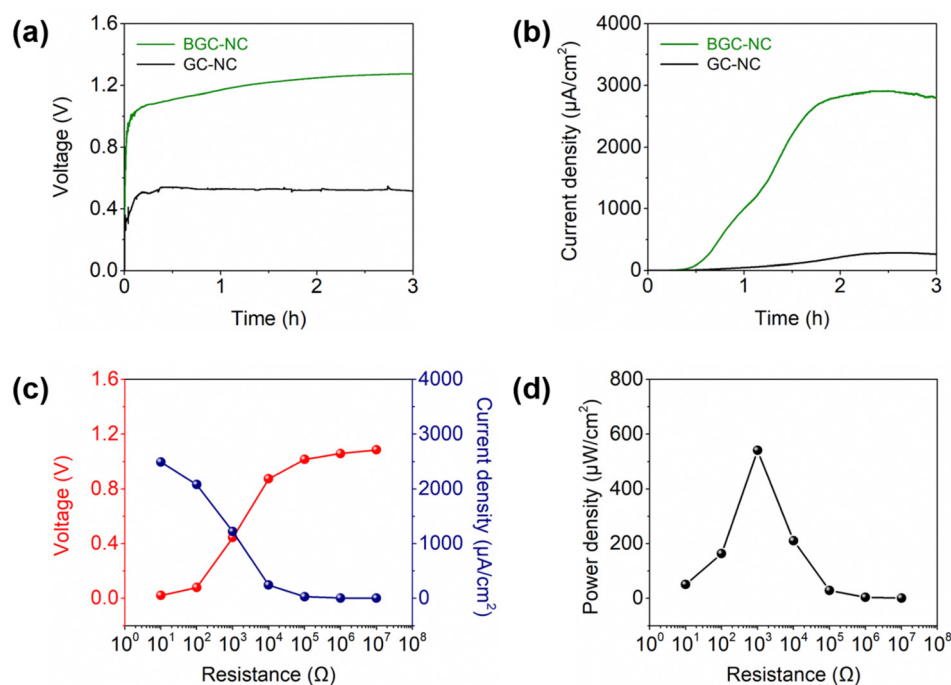 (a)
1.6
1.2
0.8
0.4
0.0
Voltage (V)
BGC-NC
GC-NC
0 1 2 3
Time (h)
(b)
4000
3000
2000
1000
0
Current density (µA/cm²)
BGC-NC
GC-NC
0 1 2 3
Time (h)
(c)
1.6
1.2
0.8
0.4
0.0
Voltage (V)
4000
3000
2000
1000
0
Current density
(µA/cm²)
10⁰ 10¹ 10² 10³ 10⁴ 10⁵ 10⁶ 10⁷ 10⁸
Resistance (Ω)
(d)
800
600
400
200
0
Power density (µW/cm²)
10⁰ 10¹ 10² 10³ 10⁴ 10⁵ 10⁶ 10⁷ 10⁸
Resistance (Ω)